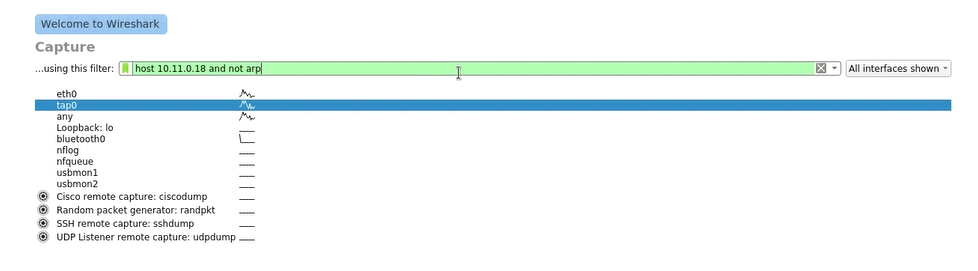 Welcome to Wireshark
Capture
...using this filter: host 10.11.0.18 and not arp All interfaces shown
eth0
tap0
any
Loopback: lo
bluetooth0
nflog
nfqueue
usbmon1
usbmon2
Cisco remote capture: ciscodump
Random packet generator: randpkt
SSH remote capture: sshdump
UDP Listener remote capture: udpdump